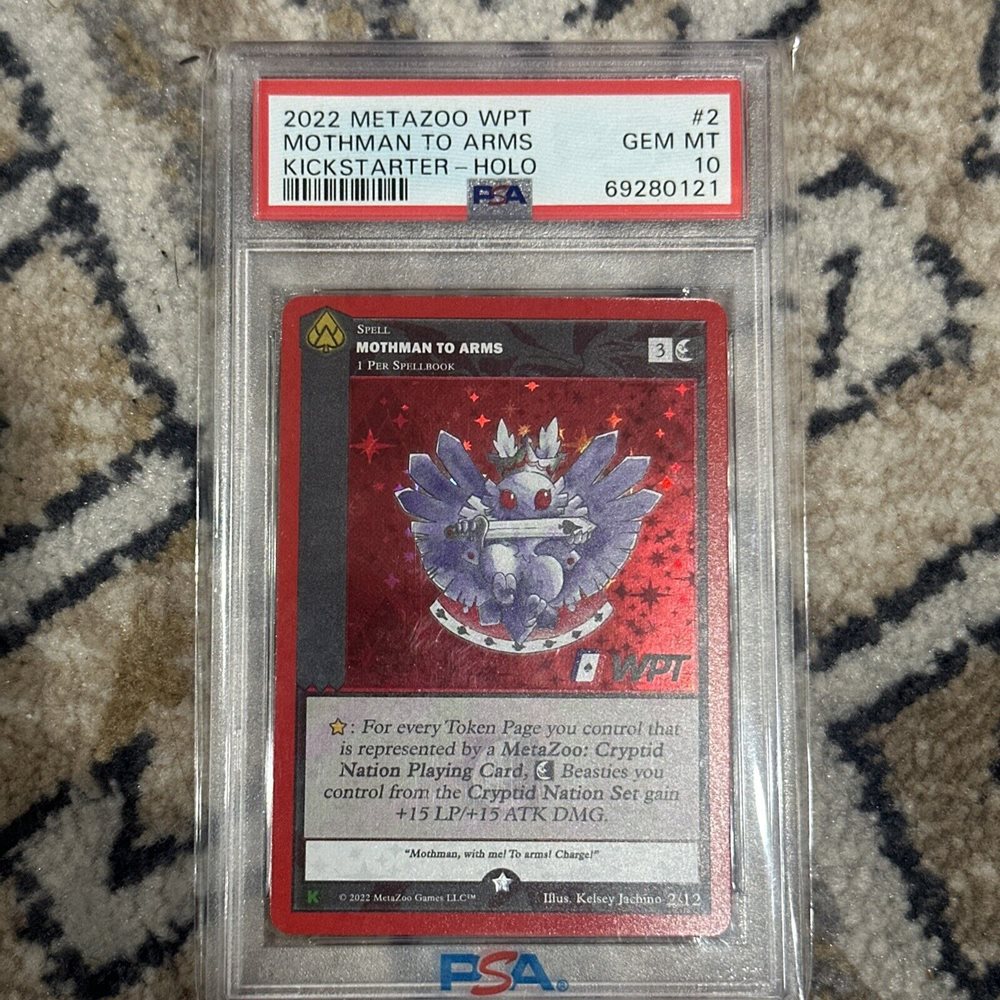 2022 METAZOO WPT #2
MOTHMAN TO ARMS GEM MT
KICKSTARTER-HOLO 10
PSA 69280121
SPELL
MOTHMAN TO ARMS
3
1 PER SPELLBOOK
WPT
: For every Token Page you control that
is represented by a MetaZoo: Cryptid
Nation Playing Card, Beasties you
control from the Cryptid Nation Set gain
+15 LP/+15 ATK DMG.
"Mothman, with me! To arms! Charge!"
K © 2022 MetaZoo Games LLC™ Illus. Kelsey Jachino 2/12
PSA®